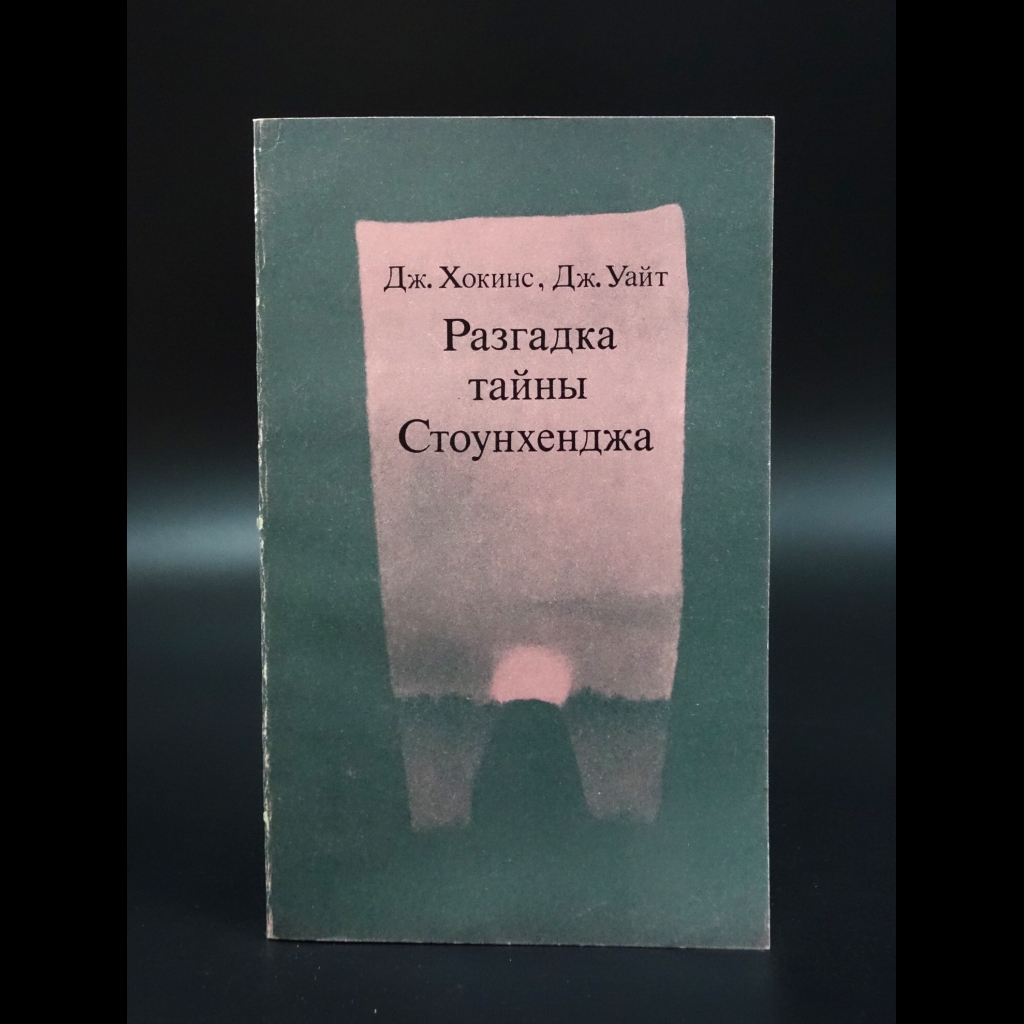 Дж. Хокинс, Дж. Уайт
Разгадка
тайны
Стоунхенджа